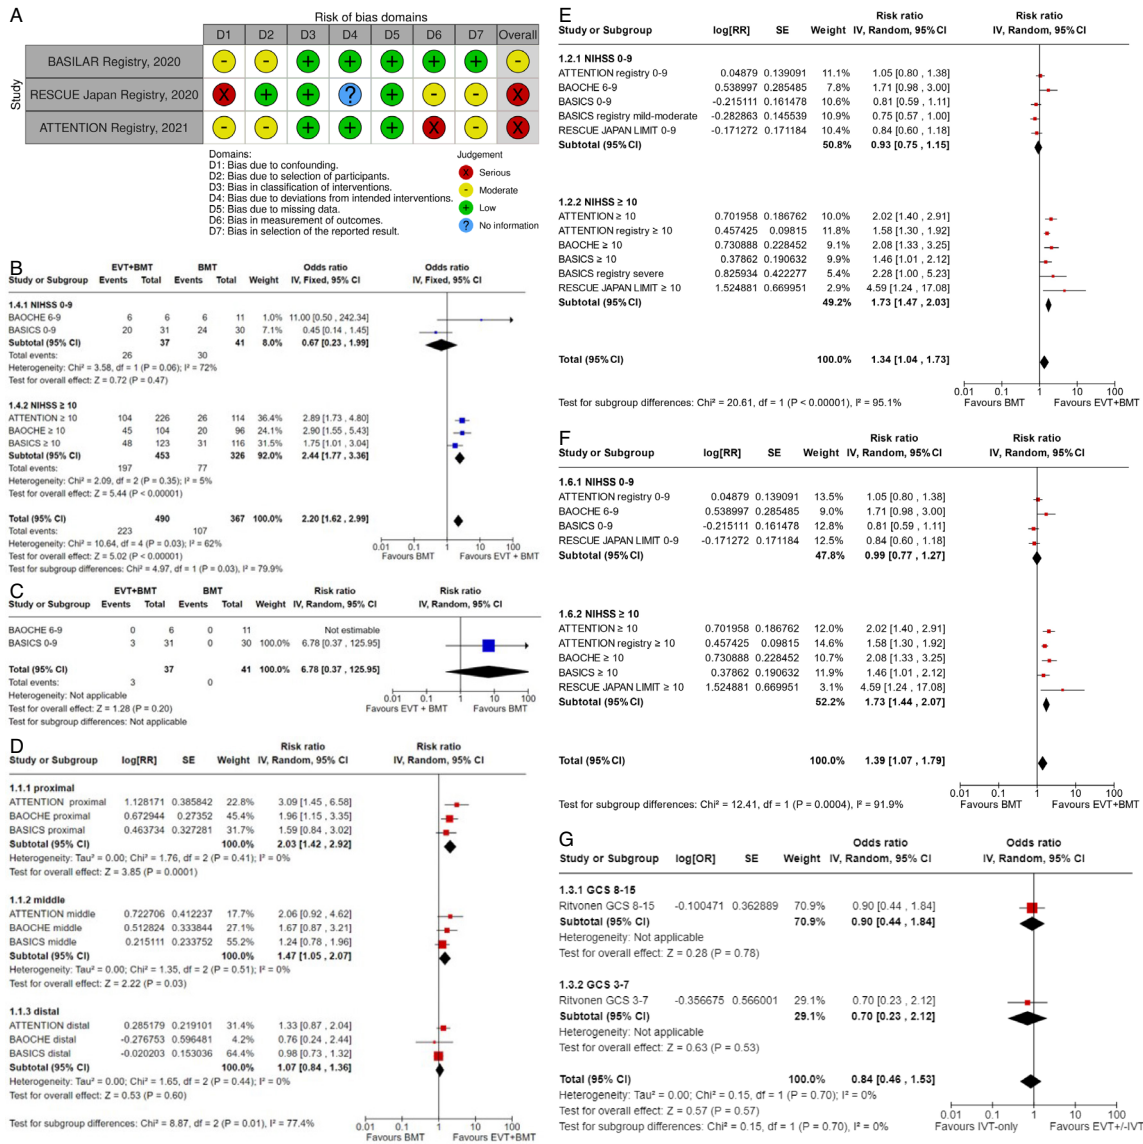 A
Risk of bias domains
D1 D2 D3 D4 D5 D6 D7 Overall
Study
BASILAR Registry, 2020 - - + + + + + -
RESCUE Japan Registry, 2020 X + + ? + - - X
ATTENTION Registry, 2021 - - + + + X - X
Domains:
D1: Bias due to confounding.
D2: Bias due to selection of participants.
D3: Bias in classification of interventions.
D4: Bias due to deviations from intended interventions.
D5: Bias due to missing data.
D6: Bias in measurement of outcomes.
D7: Bias in selection of the reported result.
Judgement
X Serious
- Moderate
+ Low
? No information
B
EVT+BMT BMT Odds ratio Odds ratio
Study or Subgroup Events Total Events Total Weight IV, Fixed, 95% CI IV, Fixed, 95% CI
1.4.1 NIHSS 0-9
BAOCHE 6-9 6 6 6 11 1.0% 11.00 [0.50 , 242.34]
BASICS 0-9 20 31 24 30 7.1% 0.45 [0.14 , 1.45]
Subtotal (95% CI) 37 41 8.0% 0.67 [0.23 , 1.99]
Total events: 26 30
Heterogeneity: Chi² = 3.58, df = 1 (P = 0.06); I² = 72%
Test for overall effect: Z = 0.72 (P = 0.47)
1.4.2 NIHSS ≥ 10
ATTENTION ≥ 10 104 226 26 114 36.4% 2.89 [1.73 , 4.80]
BAOCHE ≥ 10 45 104 20 96 24.1% 2.90 [1.55 , 5.43]
BASICS ≥ 10 48 123 31 116 31.5% 1.75 [1.01 , 3.04]
Subtotal (95% CI) 453 326 92.0% 2.44 [1.77 , 3.36]
Total events: 197 77
Heterogeneity: Chi² = 2.09, df = 2 (P = 0.35); I² = 5%
Test for overall effect: Z = 5.44 (P < 0.00001)
Total (95% CI) 490 367 100.0% 2.20 [1.62 , 2.99]
Total events: 223 107
Heterogeneity: Chi² = 10.64, df = 4 (P = 0.03); I² = 62%
Test for overall effect: Z = 5.02 (P < 0.00001)
Test for subgroup differences: Chi² = 4.97, df = 1 (P = 0.03), I² = 79.9%
0.01 0.1 1 10 100
Favours BMT Favours EVT + BMT
C
EVT+BMT BMT Risk ratio Risk ratio
Study or Subgroup Events Total Events Total Weight IV, Random, 95% CI IV, Random, 95% CI
BAOCHE 6-9 0 6 0 11 Not estimable
BASICS 0-9 3 31 0 30 100.0% 6.78 [0.37 , 125.95]
Total (95% CI) 37 41 100.0% 6.78 [0.37 , 125.95]
Total events: 3 0
Heterogeneity: Not applicable
Test for overall effect: Z = 1.28 (P = 0.20)
Test for subgroup differences: Not applicable
0.01 0.1 1 10 100
Favours EVT + BMT Favours BMT
D
Risk ratio Risk ratio
Study or Subgroup log[RR] SE Weight IV, Random, 95% CI IV, Random, 95% CI
1.1.1 proximal
ATTENTION proximal 1.128171 0.385842 22.8% 3.09 [1.45 , 6.58]
BAOCHE proximal 0.672944 0.27352 45.4% 1.96 [1.15 , 3.35]
BASICS proximal 0.463734 0.327281 31.7% 1.59 [0.84 , 3.02]
Subtotal (95% CI) 100.0% 2.03 [1.42 , 2.92]
Heterogeneity: Tau² = 0.00; Chi² = 1.76, df = 2 (P = 0.41); I² = 0%
Test for overall effect: Z = 3.85 (P = 0.0001)
1.1.2 middle
ATTENTION middle 0.722706 0.412237 17.7% 2.06 [0.92 , 4.62]
BAOCHE middle 0.512824 0.333844 27.1% 1.67 [0.87 , 3.21]
BASICS middle 0.215111 0.233752 55.2% 1.24 [0.78 , 1.96]
Subtotal (95% CI) 100.0% 1.47 [1.05 , 2.07]
Heterogeneity: Tau² = 0.00; Chi² = 1.35, df = 2 (P = 0.51); I² = 0%
Test for overall effect: Z = 2.22 (P = 0.03)
1.1.3 distal
ATTENTION distal 0.285179 0.219101 31.4% 1.33 [0.87 , 2.04]
BAOCHE distal -0.276753 0.596481 4.2% 0.76 [0.24 , 2.44]
BASICS distal -0.020203 0.153036 64.4% 0.98 [0.73 , 1.32]
Subtotal (95% CI) 100.0% 1.07 [0.84 , 1.36]
Heterogeneity: Tau² = 0.00; Chi² = 1.65, df = 2 (P = 0.44); I² = 0%
Test for overall effect: Z = 0.53 (P = 0.60)
Test for subgroup differences: Chi² = 8.87, df = 2 (P = 0.01), I² = 77.4%
0.01 0.1 1 10 100
Favours BMT Favours EVT+BMT
E
Risk ratio Risk ratio
Study or Subgroup log[RR] SE Weight IV, Random, 95%CI IV, Random, 95%CI
1.2.1 NIHSS 0-9
ATTENTION registry 0-9 0.04879 0.139091 11.1% 1.05 [0.80 , 1.38]
BAOCHE 6-9 0.538997 0.285485 7.8% 1.71 [0.98 , 3.00]
BASICS 0-9 -0.215111 0.161478 10.6% 0.81 [0.59 , 1.11]
BASICS registry mild-moderate -0.282863 0.145539 10.9% 0.75 [0.57 , 1.00]
RESCUE JAPAN LIMIT 0-9 -0.171272 0.171184 10.4% 0.84 [0.60 , 1.18]
Subtotal (95%CI) 50.8% 0.93 [0.75 , 1.15]
1.2.2 NIHSS ≥ 10
ATTENTION ≥ 10 0.701958 0.186762 10.0% 2.02 [1.40 , 2.91]
ATTENTION registry ≥ 10 0.457425 0.09815 11.8% 1.58 [1.30 , 1.92]
BAOCHE ≥ 10 0.730888 0.228452 9.1% 2.08 [1.33 , 3.25]
BASICS ≥ 10 0.37862 0.190632 9.9% 1.46 [1.01 , 2.12]
BASICS registry severe 0.825934 0.422277 5.4% 2.28 [1.00 , 5.23]
RESCUE JAPAN LIMIT ≥ 10 1.524881 0.669951 2.9% 4.59 [1.24 , 17.08]
Subtotal (95%CI) 49.2% 1.73 [1.47 , 2.03]
Total (95%CI) 100.0% 1.34 [1.04 , 1.73]
0.01 0.1 1 10 100
Test for subgroup differences: Chi² = 20.61, df = 1 (P < 0.00001), I² = 95.1%
Favours BMT Favours EVT+BMT
F
Risk ratio Risk ratio
Study or Subgroup log[RR] SE Weight IV, Random, 95%CI IV, Random, 95%CI
1.6.1 NIHSS 0-9
ATTENTION registry 0-9 0.04879 0.139091 13.5% 1.05 [0.80 , 1.38]
BAOCHE 6-9 0.538997 0.285485 9.0% 1.71 [0.98 , 3.00]
BASICS 0-9 -0.215111 0.161478 12.8% 0.81 [0.59 , 1.11]
RESCUE JAPAN LIMIT 0-9 -0.171272 0.171184 12.4% 0.84 [0.60 , 1.18]
Subtotal (95%CI) 47.8% 0.99 [0.77 , 1.27]
1.6.2 NIHSS ≥ 10
ATTENTION ≥ 10 0.701958 0.186762 12.0% 2.02 [1.40 , 2.91]
ATTENTION registry ≥ 10 0.457425 0.09815 14.6% 1.58 [1.30 , 1.92]
BAOCHE ≥ 10 0.730888 0.228452 10.7% 2.08 [1.33 , 3.25]
BASICS ≥ 10 0.37862 0.190632 11.9% 1.46 [1.01 , 2.12]
RESCUE JAPAN LIMIT ≥ 10 1.524881 0.669951 3.1% 4.59 [1.24 , 17.08]
Subtotal (95%CI) 52.2% 1.73 [1.44 , 2.07]
Total (95%CI) 100.0% 1.39 [1.07 , 1.79]
0.01 0.1 1 10 100
Test for subgroup differences: Chi² = 12.41, df = 1 (P = 0.0004), I² = 91.9%
Favours BMT Favours EVT+BMT
G
Odds ratio Odds ratio
Study or Subgroup log[OR] SE Weight IV, Random, 95% CI IV, Random, 95% CI
1.3.1 GCS 8-15
Ritvonen GCS 8-15 -0.100471 0.362889 70.9% 0.90 [0.44 , 1.84]
Subtotal (95% CI) 70.9% 0.90 [0.44 , 1.84]
Heterogeneity: Not applicable
Test for overall effect: Z = 0.28 (P = 0.78)
1.3.2 GCS 3-7
Ritvonen GCS 3-7 -0.356675 0.566001 29.1% 0.70 [0.23 , 2.12]
Subtotal (95% CI) 29.1% 0.70 [0.23 , 2.12]
Heterogeneity: Not applicable
Test for overall effect: Z = 0.63 (P = 0.53)
Total (95% CI) 100.0% 0.84 [0.46 , 1.53]
Heterogeneity: Tau² = 0.00; Chi² = 0.15, df = 1 (P = 0.70); I² = 0%
Test for overall effect: Z = 0.57 (P = 0.57)
Test for subgroup differences: Chi² = 0.15, df = 1 (P = 0.70), I² = 0%
0.01 0.1 1 10 100
Favours IVT-only Favours EVT+/-IVT